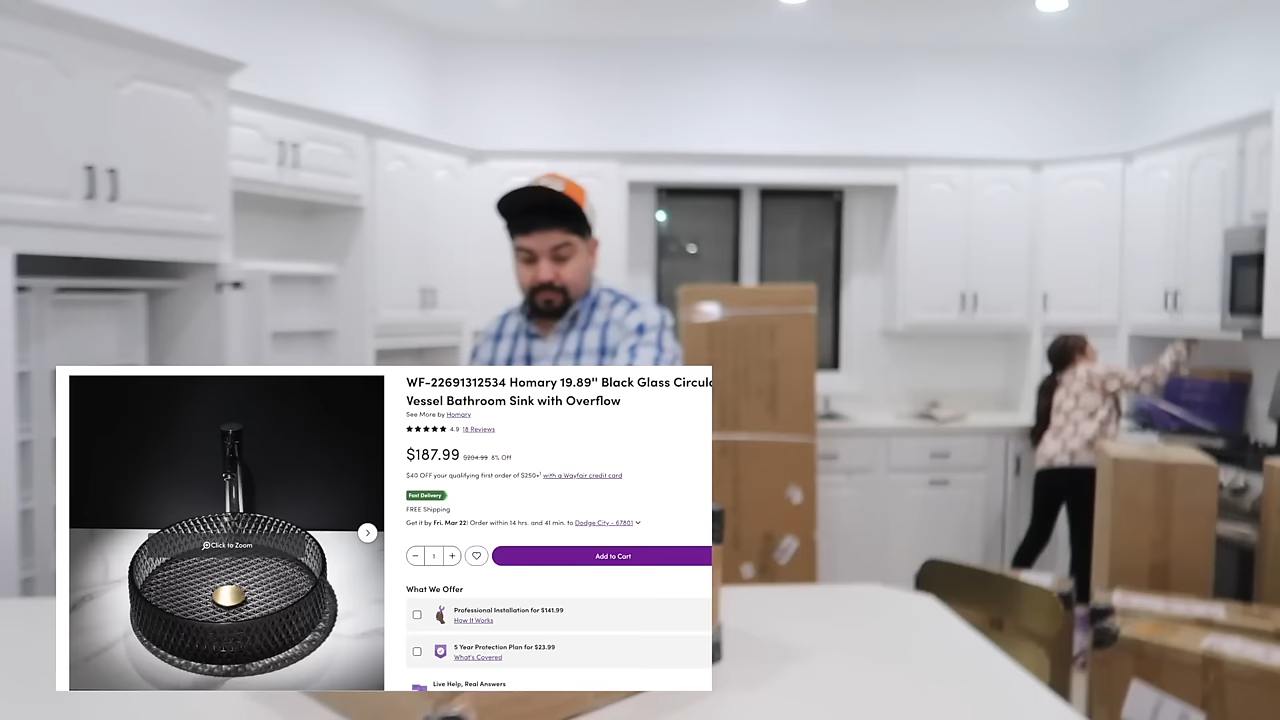 WF-22691312534 Homary 19.89" Black Glass Circula
Vessel Bathroom Sink with Overflow
See More by Homary
4.9 18 Reviews
$187.99 $204.99 8% Off
$40 OFF your qualifying first order of $250+¹ with a Wayfair credit card
Fast Delivery
FREE Shipping
Get it by Fri. Mar 22! Order within 14 hrs. and 41 min. to Dodge City - 67801
Click to Zoom
1
Add to Cart
What We Offer
Professional Installation for $141.99
How It Works
5 Year Protection Plan for $23.99
What's Covered
Live Help, Real Answers